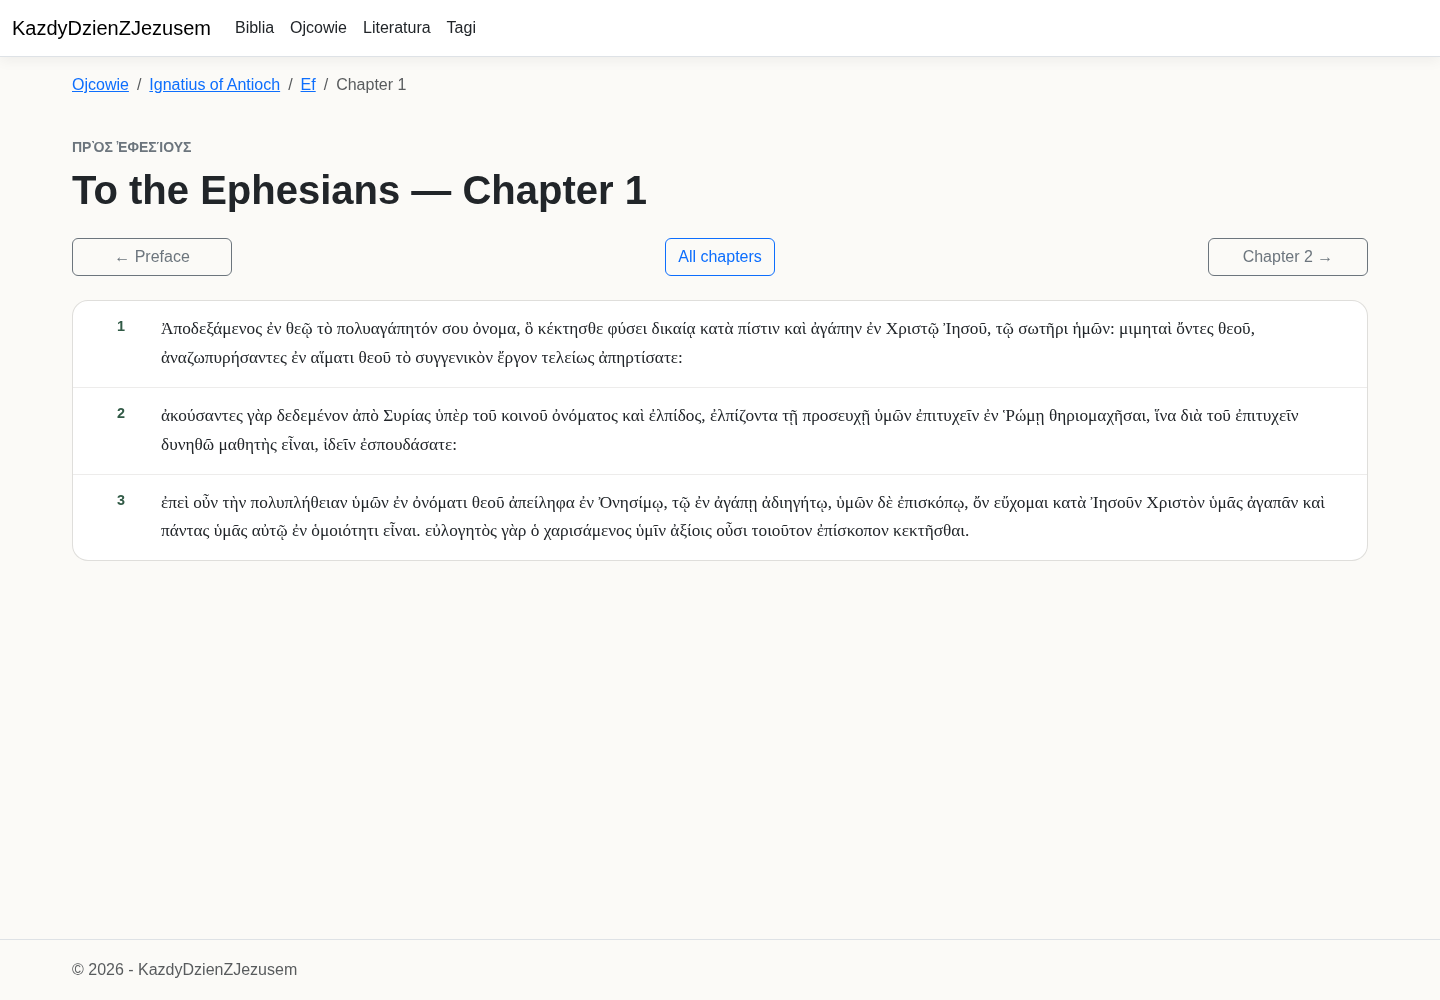 KazdyDzienZJezusem Biblia Ojcowie Literatura Tagi
Ojcowie / Ignatius of Antioch / Ef / Chapter 1
ΠΡῸΣ ἘΦΕΣΊΟΥΣ
To the Ephesians — Chapter 1
← Preface All chapters Chapter 2 →
1 Ἀποδεξάμενος ἐν θεῷ τὸ πολυαγάπητόν σου ὀνομα, ὃ κέκτησθε φύσει δικαίᾳ κατὰ πίστιν καὶ ἀγάπην ἐν Χριστῷ Ἰησοῦ, τῷ σωτῆρι ἡμῶν: μιμηταὶ ὄντες θεοῦ,
ἀναζωπυρήσαντες ἐν αἵματι θεοῦ τὸ συγγενικὸν ἔργον τελείως ἀπηρτίσατε:
2 ἀκούσαντες γὰρ δεδεμένον ἀπὸ Συρίας ὑπὲρ τοῦ κοινοῦ ὀνόματος καὶ ἐλπίδος, ἐλπίζοντα τῇ προσευχῇ ὑμῶν ἐπιτυχεῖν ἐν Ῥώμῃ θηριομαχῆσαι, ἵνα διὰ τοῦ ἐπιτυχεῖν
δυνηθῶ μαθητὴς εἶναι, ἰδεῖν ἐσπουδάσατε:
3 ἐπεὶ οὖν τὴν πολυπλήθειαν ὑμῶν ἐν ὀνόματι θεοῦ ἀπείληφα ἐν Ὀνησίμῳ, τῷ ἐν ἀγάπῃ ἀδιηγήτῳ, ὑμῶν δὲ ἐπισκόπῳ, ὅν εὔχομαι κατὰ Ἰησοῦν Χριστὸν ὑμᾶς ἀγαπᾶν καὶ
πάντας ὑμᾶς αὐτῷ ἐν ὁμοιότητι εἶναι. εὐλογητὸς γὰρ ὁ χαρισάμενος ὑμῖν ἀξίοις οὖσι τοιοῦτον ἐπίσκοπον κεκτῆσθαι.
© 2026 - KazdyDzienZJezusem